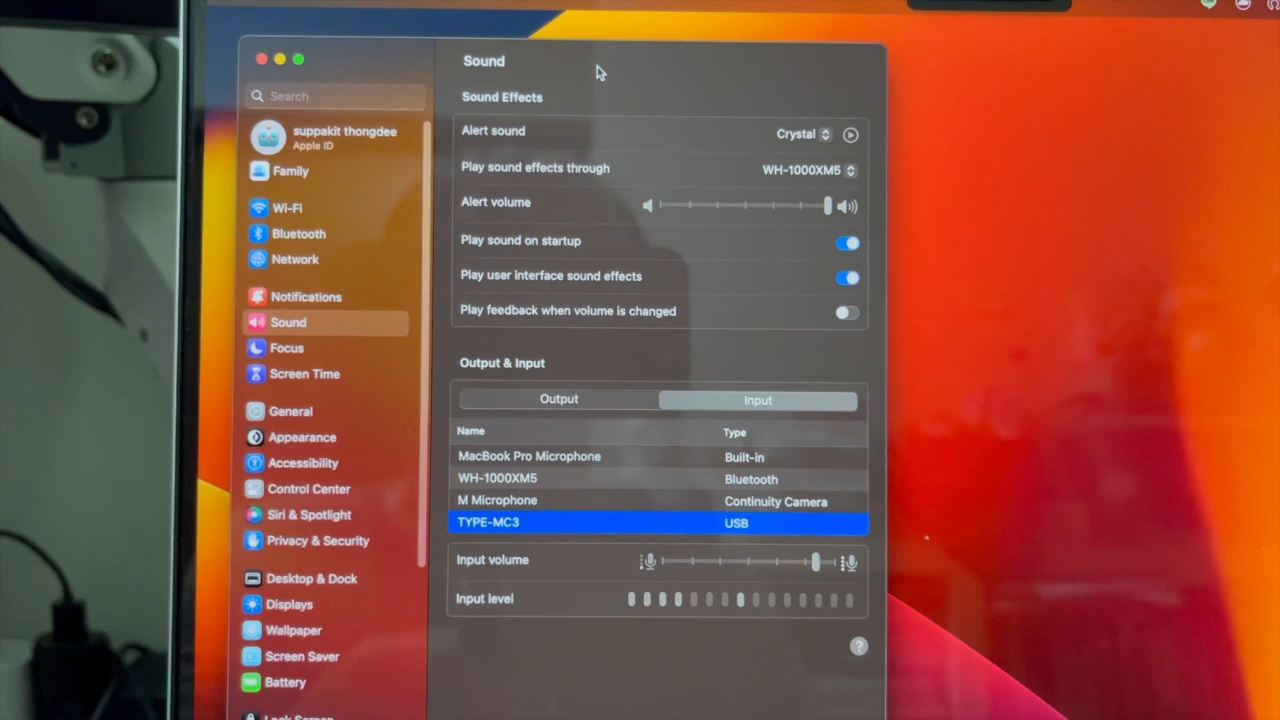 Sound
Search
Sound Effects
suppakit thongdee
Apple ID
Alert sound
Crystal
Family
Play sound effects through
WH-1000XM5
Wi-Fi
Alert volume
Bluetooth
Play sound on startup
Network
Play user interface sound effects
Notifications
Play feedback when volume is changed
Sound
Focus
Output & Input
Screen Time
Output
Input
General
Name
Type
Appearance
MacBook Pro Microphone
Built-in
Accessibility
WH-1000XM5
Bluetooth
Control Center
M Microphone
Continuity Camera
Siri & Spotlight
TYPE-MC3
USB
Privacy & Security
Input volume
Desktop & Dock
Input level
Displays
Wallpaper
?
Screen Saver
Battery
Lock Screen